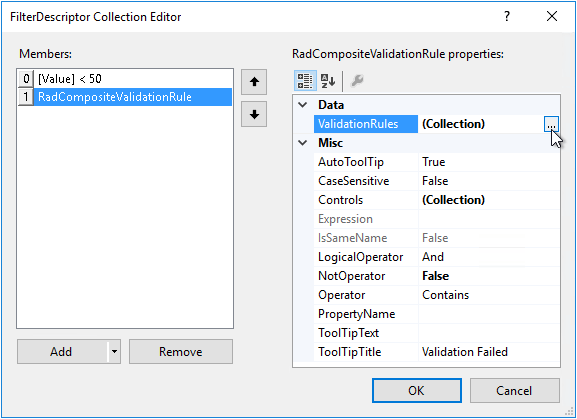 FilterDescriptor Collection Editor
Members:
0 [Value] < 50
1 RadCompositeValidationRule
Add
Remove
RadCompositeValidationRule properties:
Data
ValidationRules (Collection) ...
Misc
AutoToolTip True
CaseSensitive False
Controls (Collection)
Expression
IsSameName False
LogicalOperator And
NotOperator False
Operator Contains
PropertyName
ToolTipText
ToolTipTitle Validation Failed
OK
Cancel